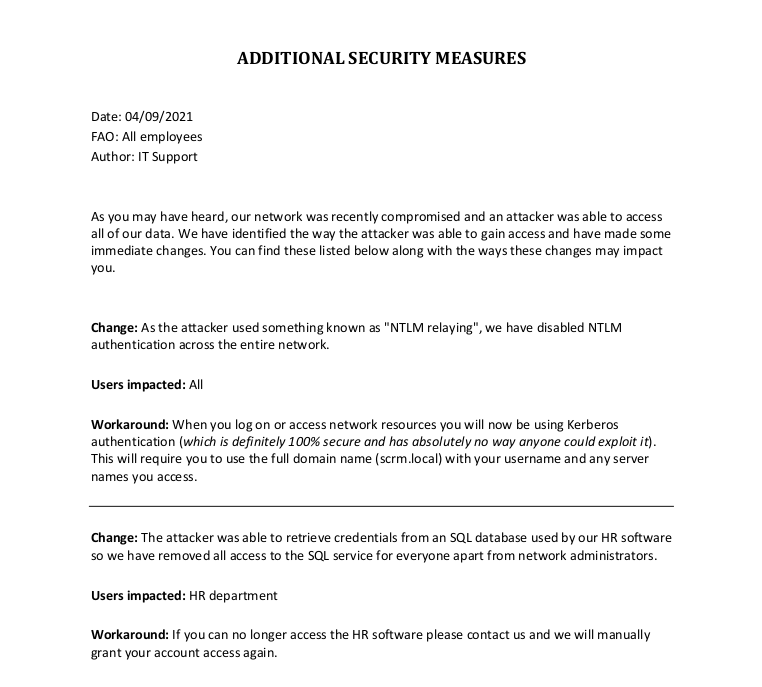 ADDITIONAL SECURITY MEASURES
Date: 04/09/2021
FAO: All employees
Author: IT Support
As you may have heard, our network was recently compromised and an attacker was able to access
all of our data. We have identified the way the attacker was able to gain access and have made some
immediate changes. You can find these listed below along with the ways these changes may impact
you.
Change: As the attacker used something known as "NTLM relaying", we have disabled NTLM
authentication across the entire network.
Users impacted: All
Workaround: When you log on or access network resources you will now be using Kerberos
authentication (which is definitely 100% secure and has absolutely no way anyone could exploit it).
This will require you to use the full domain name (scrm.local) with your username and any server
names you access.
Change: The attacker was able to retrieve credentials from an SQL database used by our HR software
so we have removed all access to the SQL service for everyone apart from network administrators.
Users impacted: HR department
Workaround: If you can no longer access the HR software please contact us and we will manually
grant your account access again.